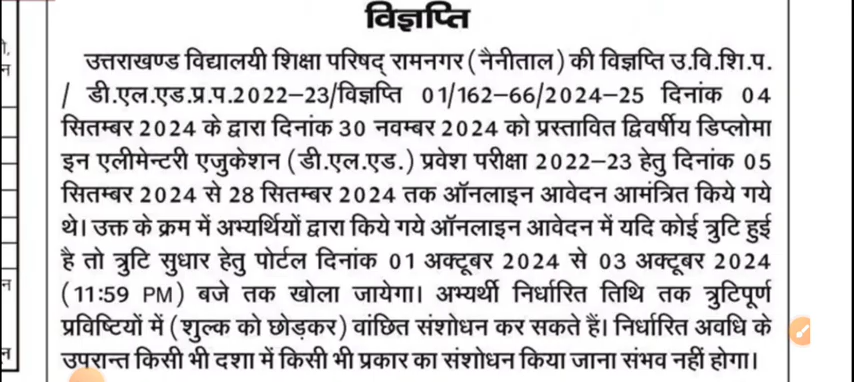 विज्ञप्ति
उत्तराखण्ड विद्यालयी शिक्षा परिषद् रामनगर (नैनीताल) की विज्ञप्ति उ.वि.शि.प.
/ डी.एल.एड.प्र.प.2022–23/विज्ञप्ति 01/162–66/2024–25 दिनांक 04
सितम्बर 2024 के द्वारा दिनांक 30 नवम्बर 2024 को प्रस्तावित द्विवर्षीय डिप्लोमा
इन एलीमेन्टरी एजुकेशन (डी.एल.एड.) प्रवेश परीक्षा 2022–23 हेतु दिनांक 05
सितम्बर 2024 से 28 सितम्बर 2024 तक ऑनलाइन आवेदन आमंत्रित किये गये
थे। उक्त के क्रम में अभ्यर्थियों द्वारा किये गये ऑनलाइन आवेदन में यदि कोई त्रुटि हुई
है तो त्रुटि सुधार हेतु पोर्टल दिनांक 01 अक्टूबर 2024 से 03 अक्टूबर 2024
(11:59 PM) बजे तक खोला जायेगा। अभ्यर्थी निर्धारित तिथि तक त्रुटिपूर्ण
प्रविष्टियों में (शुल्क को छोड़कर) वांछित संशोधन कर सकते हैं। निर्धारित अवधि के
उपरान्त किसी भी दशा में किसी भी प्रकार का संशोधन किया जाना संभव नहीं होगा।